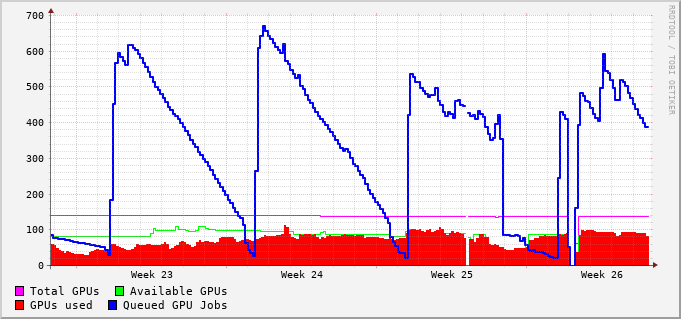 700
600
500
400
300
200
100
0
Week 23 Week 24 Week 25 Week 26
Total GPUs Available GPUs
GPUs used Queued GPU Jobs
RRDTOOL / TOBI OETIKER